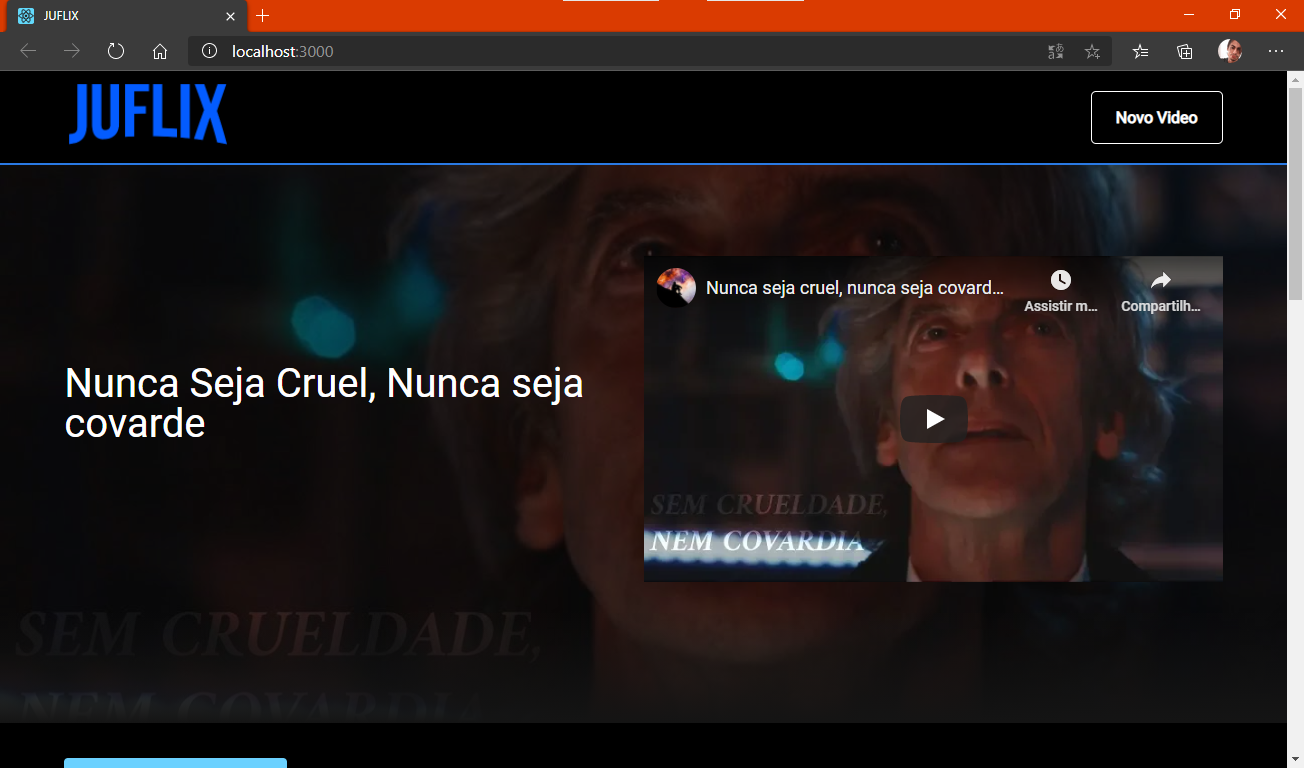 JUFLIX
localhost:3000
JUFLIX
Novo Video
Nunca Seja Cruel, Nunca seja
covarde
Nunca seja cruel, nunca seja covard...
Assistir m...
Compartilh...
SEM CRUELDADE,
NEM COVARDIA
SEM CRUELDADE,
NEM COVARDIA